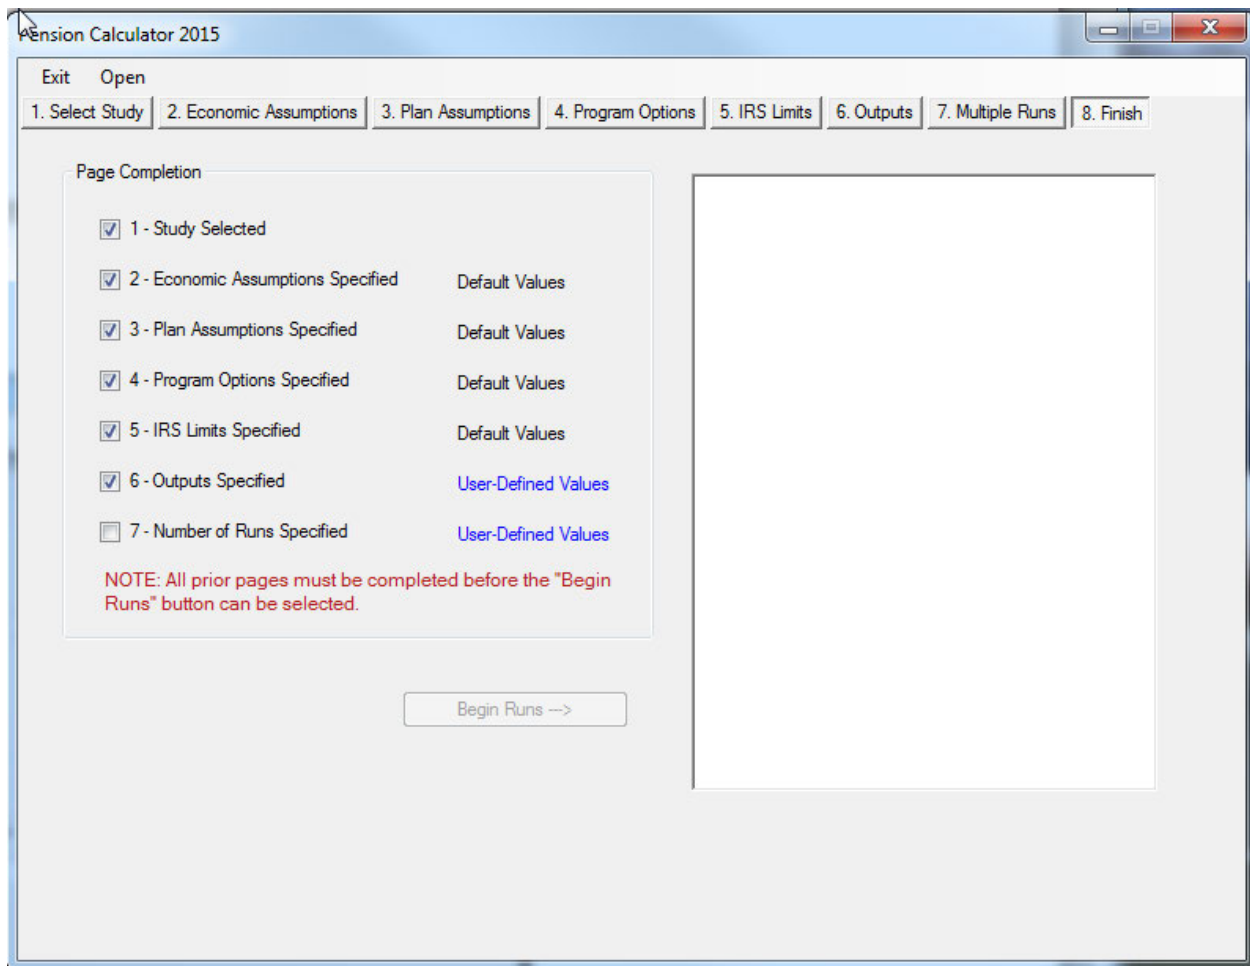 Pension Calculator 2015
Exit Open
1. Select Study 2. Economic Assumptions 3. Plan Assumptions 4. Program Options 5. IRS Limits 6. Outputs 7. Multiple Runs 8. Finish
Page Completion
1 - Study Selected
2 - Economic Assumptions Specified Default Values
3 - Plan Assumptions Specified Default Values
4 - Program Options Specified Default Values
5 - IRS Limits Specified Default Values
6 - Outputs Specified User-Defined Values
7 - Number of Runs Specified User-Defined Values
NOTE: All prior pages must be completed before the "Begin
Runs" button can be selected.
Begin Runs --->